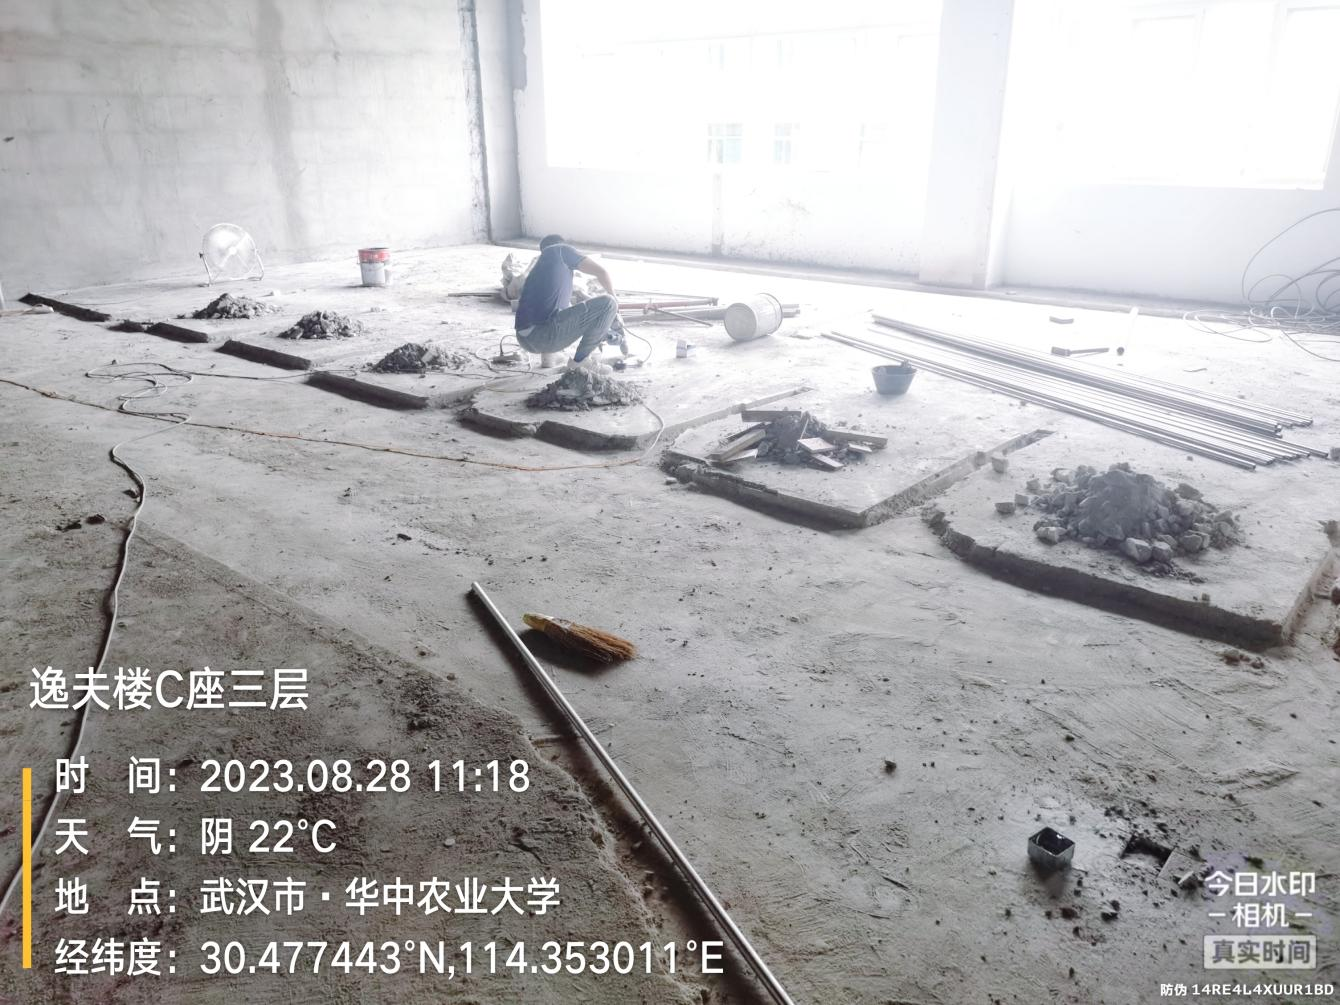 逸夫楼C座三层
时 间：2023.08.28 11:18
天 气：阴 22℃
地 点：武汉市·华中农业大学
经纬度：30.477443°N,114.353011°E
今日水印
-相机-
真实时间
防伪 14RE4L4XUUR1BD